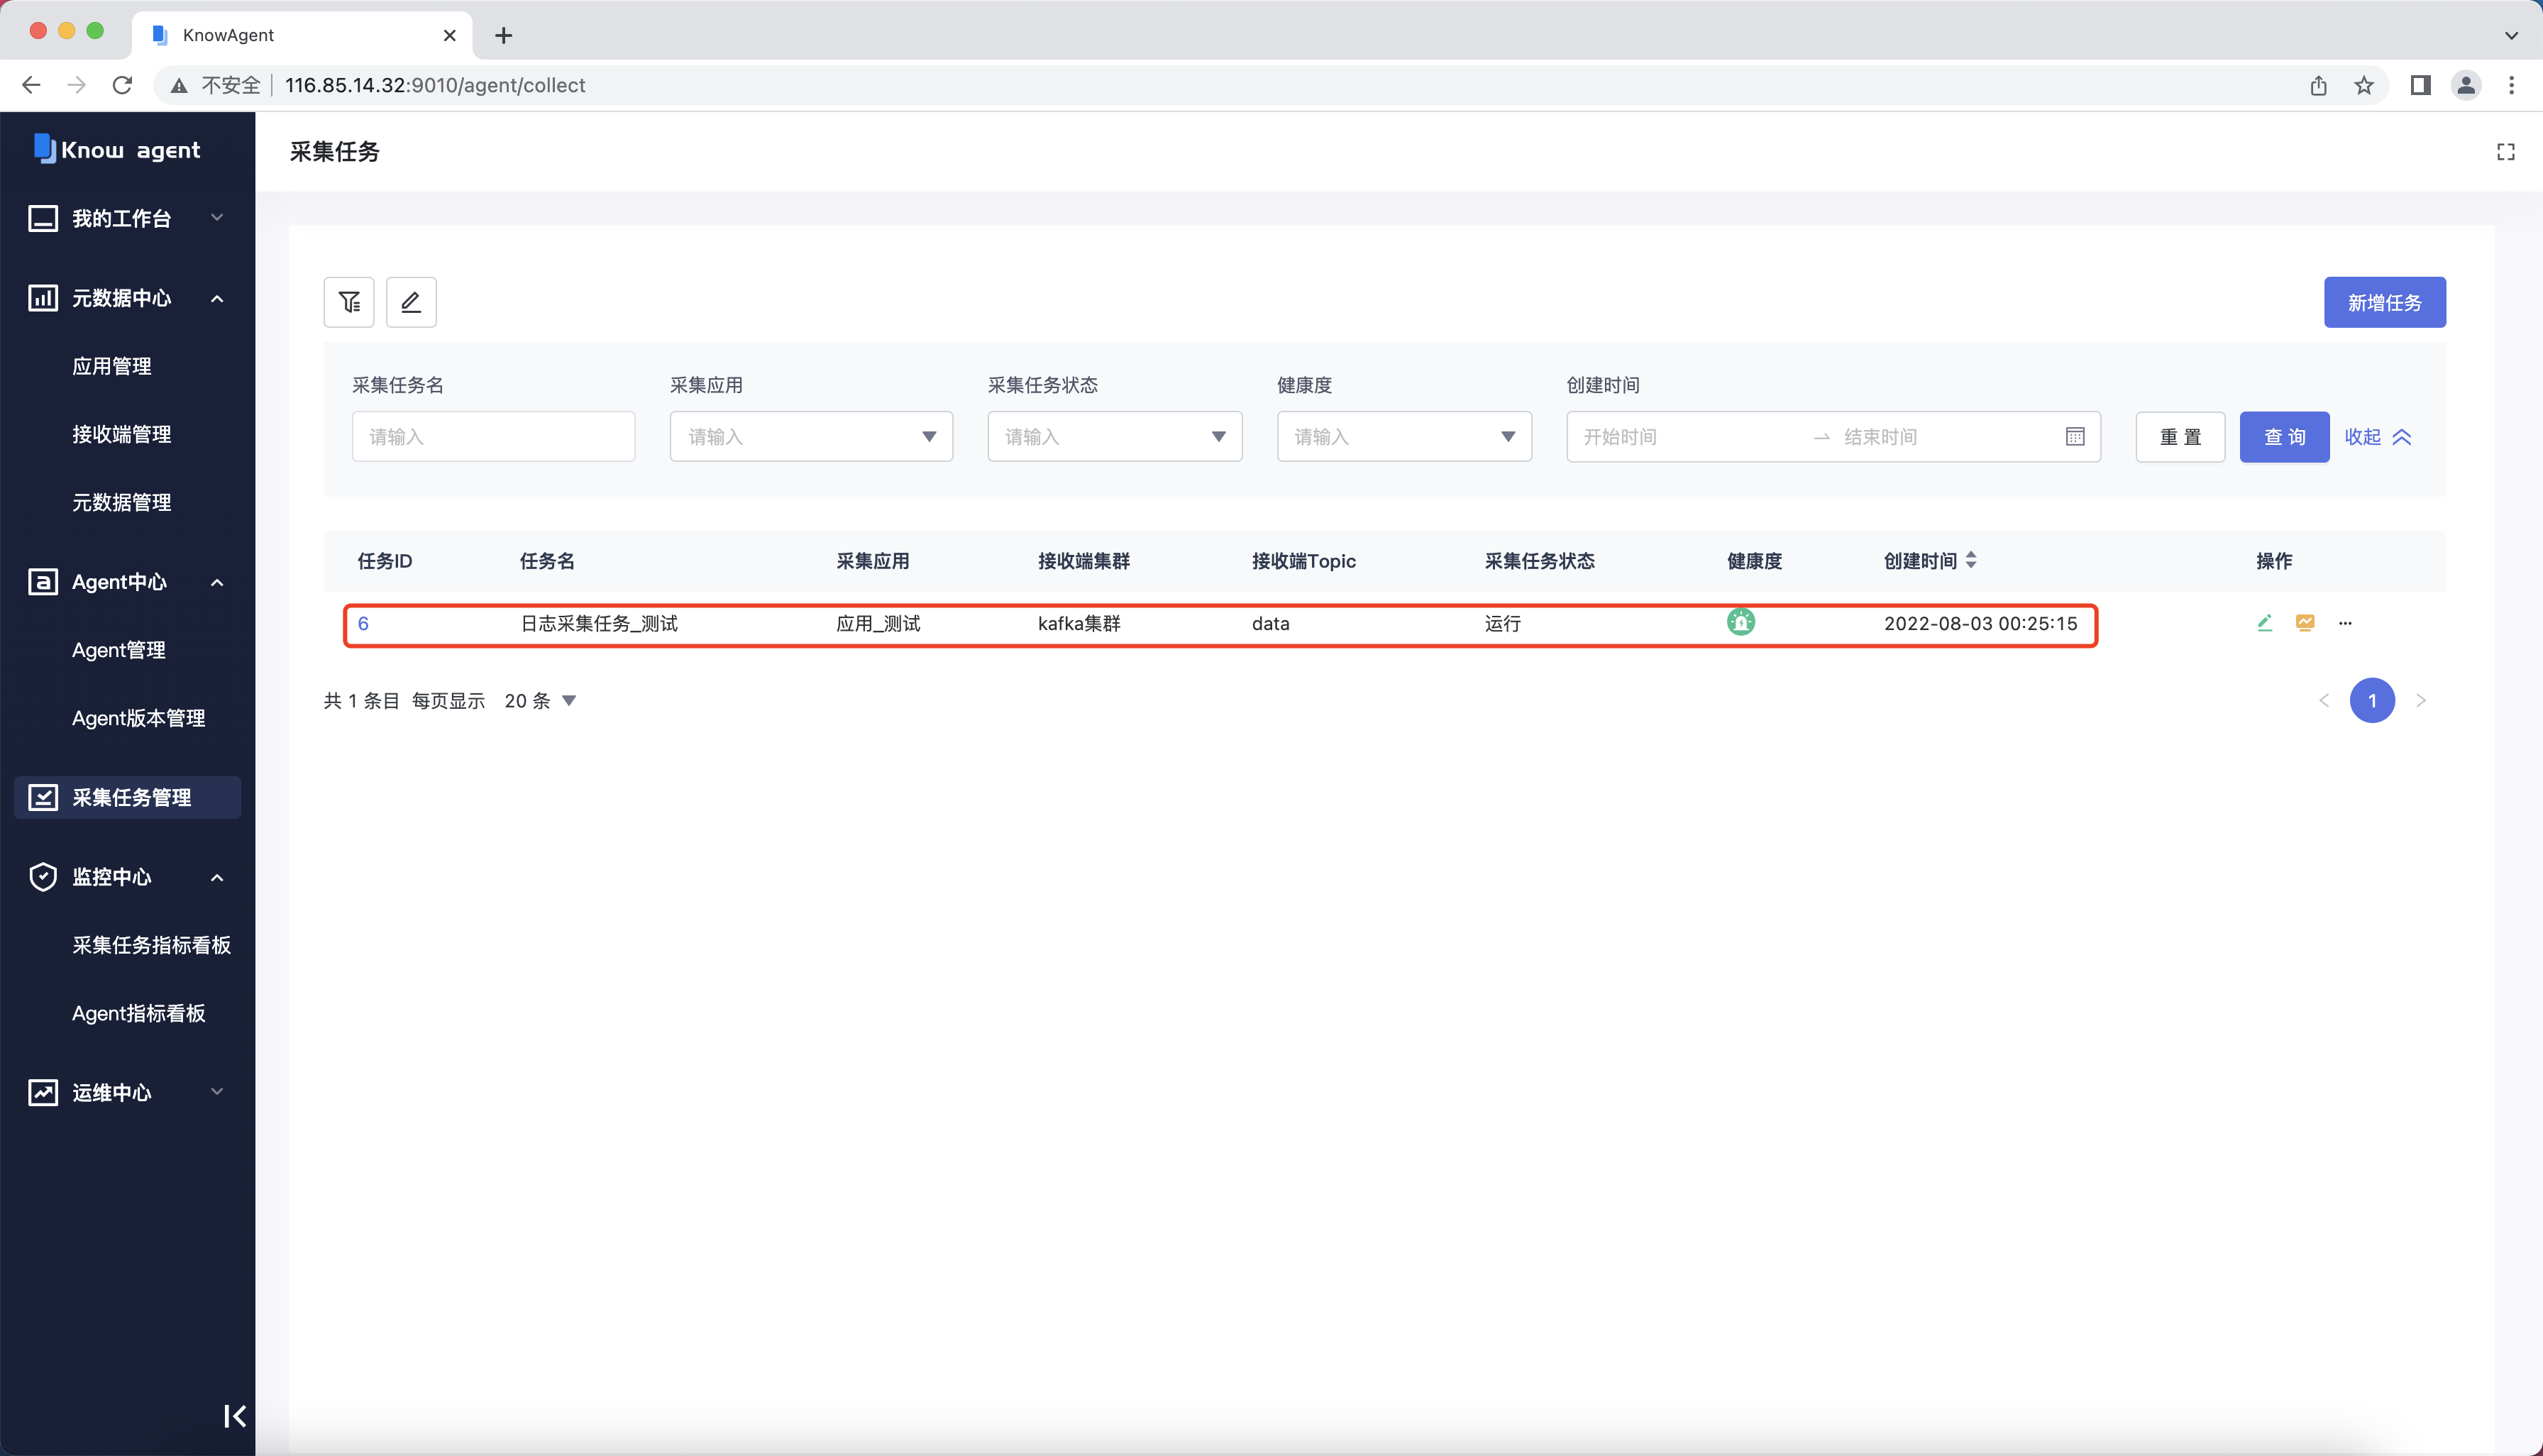 KnowAgent
不安全 116.85.14.32:9010/agent/collect
Know agent
我的工作台
元数据中心
应用管理
接收端管理
元数据管理
Agent中心
Agent管理
Agent版本管理
采集任务管理
监控中心
采集任务指标看板
Agent指标看板
运维中心
采集任务
新增任务
采集任务名 采集应用 采集任务状态 健康度 创建时间
请输入 请输入 请输入 请输入 开始时间 结束时间 重 置 查 询 收起
任务ID 任务名 采集应用 接收端集群 接收端Topic 采集任务状态 健康度 创建时间 操作
6 日志采集任务_测试 应用_测试 kafka集群 data 运行 2022-08-03 00:25:15
共 1 条目 每页显示 20 条 1